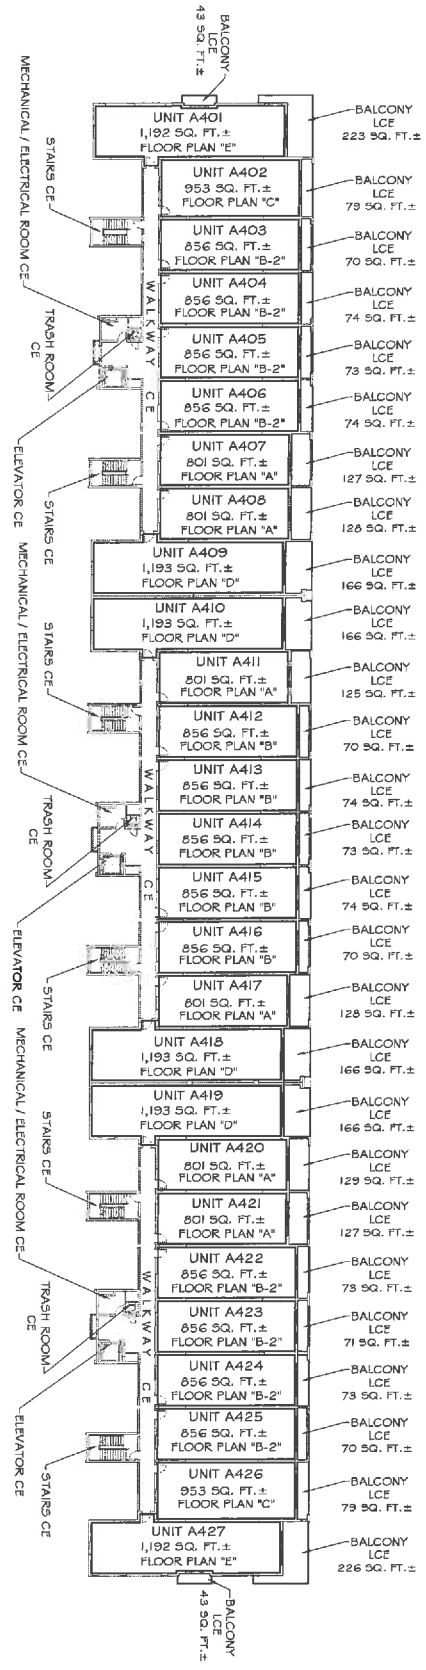 BALCONY
LCE
43 SQ. FT.±
UNIT A401
1,192 SQ. FT.±
FLOOR PLAN "E"
BALCONY
LCE
223 SQ. FT.±
UNIT A402
953 SQ. FT.±
FLOOR PLAN "C"
BALCONY
LCE
79 SQ. FT.±
UNIT A403
856 SQ. FT.±
FLOOR PLAN "B-2"
BALCONY
LCE
70 SQ. FT.±
UNIT A404
856 SQ. FT.±
FLOOR PLAN "B-2"
BALCONY
LCE
74 SQ. FT.±
UNIT A405
856 SQ. FT.±
FLOOR PLAN "B-2"
BALCONY
LCE
73 SQ. FT.±
UNIT A406
856 SQ. FT.±
FLOOR PLAN "B-2"
BALCONY
LCE
74 SQ. FT.±
UNIT A407
801 SQ. FT.±
FLOOR PLAN "A"
BALCONY
LCE
127 SQ. FT.±
UNIT A408
801 SQ. FT.±
FLOOR PLAN "A"
BALCONY
LCE
128 SQ. FT.±
MECHANICAL / ELECTRICAL ROOM CE
STAIRS CE
TRASH ROOM
CE
ELEVATOR CE
STAIRS CE
WALKWAY CE
UNIT A409
1,193 SQ. FT.±
FLOOR PLAN "D"
BALCONY
LCE
166 SQ. FT.±
UNIT A410
1,193 SQ. FT.±
FLOOR PLAN "D"
BALCONY
LCE
166 SQ. FT.±
UNIT A411
801 SQ. FT.±
FLOOR PLAN "A"
BALCONY
LCE
125 SQ. FT.±
UNIT A412
856 SQ. FT.±
FLOOR PLAN "B"
BALCONY
LCE
70 SQ. FT.±
UNIT A413
856 SQ. FT.±
FLOOR PLAN "B"
BALCONY
LCE
74 SQ. FT.±
UNIT A414
856 SQ. FT.±
FLOOR PLAN "B"
BALCONY
LCE
73 SQ. FT.±
UNIT A415
856 SQ. FT.±
FLOOR PLAN "B"
BALCONY
LCE
74 SQ. FT.±
UNIT A416
856 SQ. FT.±
FLOOR PLAN "B"
BALCONY
LCE
70 SQ. FT.±
UNIT A417
801 SQ. FT.±
FLOOR PLAN "A"
BALCONY
LCE
128 SQ. FT.±
MECHANICAL / ELECTRICAL ROOM CE
STAIRS CE
TRASH ROOM
CE
ELEVATOR CE
STAIRS CE
WALKWAY CE
UNIT A418
1,193 SQ. FT.±
FLOOR PLAN "D"
BALCONY
LCE
166 SQ. FT.±
UNIT A419
1,193 SQ. FT.±
FLOOR PLAN "D"
BALCONY
LCE
166 SQ. FT.±
UNIT A420
801 SQ. FT.±
FLOOR PLAN "A"
BALCONY
LCE
129 SQ. FT.±
UNIT A421
801 SQ. FT.±
FLOOR PLAN "A"
BALCONY
LCE
127 SQ. FT.±
UNIT A422
856 SQ. FT.±
FLOOR PLAN "B-2"
BALCONY
LCE
73 SQ. FT.±
UNIT A423
856 SQ. FT.±
FLOOR PLAN "B-2"
BALCONY
LCE
71 SQ. FT.±
UNIT A424
856 SQ. FT.±
FLOOR PLAN "B-2"
BALCONY
LCE
73 SQ. FT.±
UNIT A425
856 SQ. FT.±
FLOOR PLAN "B-2"
BALCONY
LCE
70 SQ. FT.±
UNIT A426
953 SQ. FT.±
FLOOR PLAN "C"
BALCONY
LCE
79 SQ. FT.±
MECHANICAL / ELECTRICAL ROOM CE
STAIRS CE
TRASH ROOM
CE
ELEVATOR CE
STAIRS CE
WALKWAY CE
UNIT A427
1,192 SQ. FT.±
FLOOR PLAN "E"
BALCONY
LCE
226 SQ. FT.±
BALCONY
LCE
43 SQ. FT.±